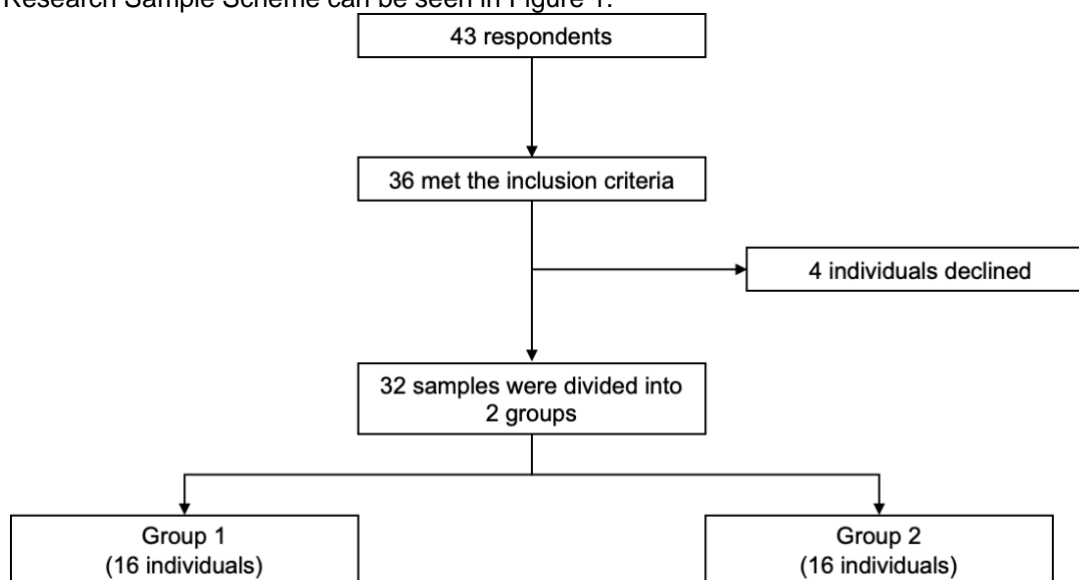 Research Sample Scheme can be seen in Figure 1.
43 respondents
36 met the inclusion criteria
4 individuals declined
32 samples were divided into
2 groups
Group 1
(16 individuals)
Group 2
(16 individuals)